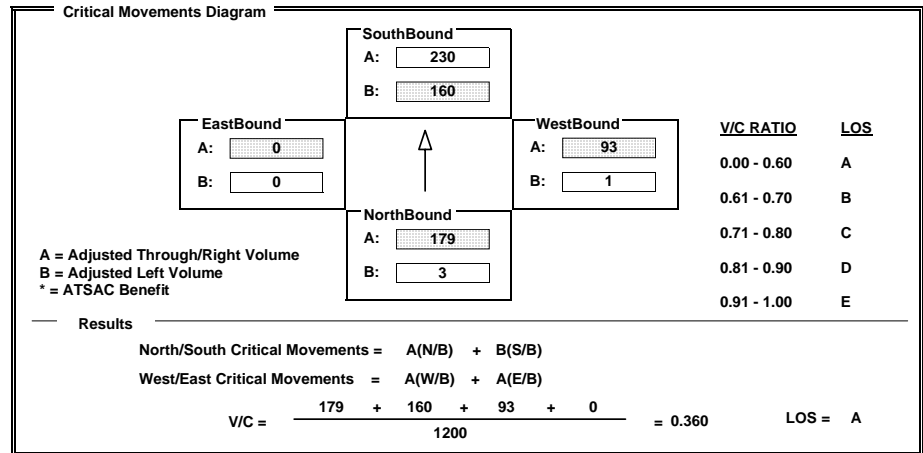 Critical Movements Diagram
SouthBound
A: 230
B: 160
EastBound
A: 0
B: 0
WestBound
A: 93
B: 1
NorthBound
A: 179
B: 3
V/C RATIO LOS
0.00 - 0.60 A
0.61 - 0.70 B
0.71 - 0.80 C
0.81 - 0.90 D
0.91 - 1.00 E
A = Adjusted Through/Right Volume
B = Adjusted Left Volume
* = ATSAC Benefit
Results
North/South Critical Movements = A(N/B) + B(S/B)
West/East Critical Movements = A(W/B) + A(E/B)
179 + 160 + 93 + 0
V/C = = 0.360 LOS = A
1200